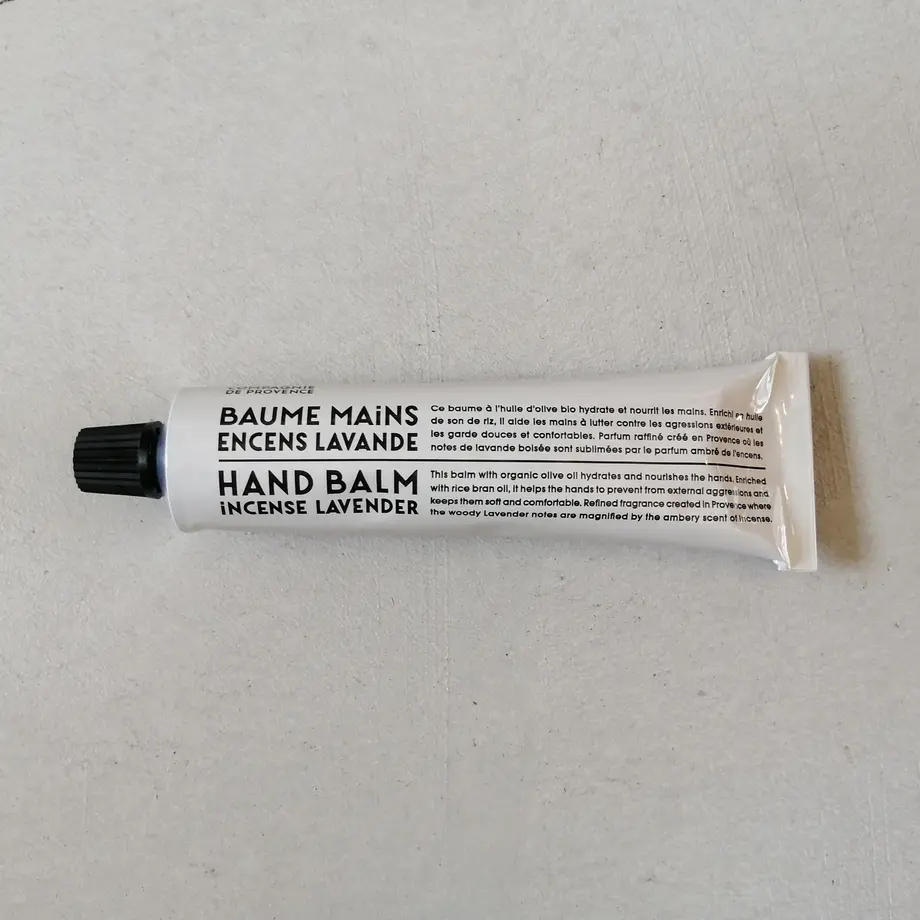 COMPAGNIE
DE PROVENCE
BAUME MAiNS
ENCENS LAVANDE
Ce baume à l'huile d'olive bio hydrate et nourrit les mains. Enrichi en huile
de son de riz, il aide les mains à lutter contre les agressions extérieures et
les garde douces et confortables. Parfum raffiné créé en Provence où les
notes de lavande boisée sont sublimées par le parfum ambré de l'encens.
HAND BALM
iNCENSE LAVENDER
This balm with organic olive oil hydrates and nourishes the hands. Enriched
with rice bran oil, it helps the hands to prevent from external aggressions and
keeps them soft and comfortable. Refined fragrance created in Provence where
the woody Lavender notes are magnified by the ambery scent of Incense.